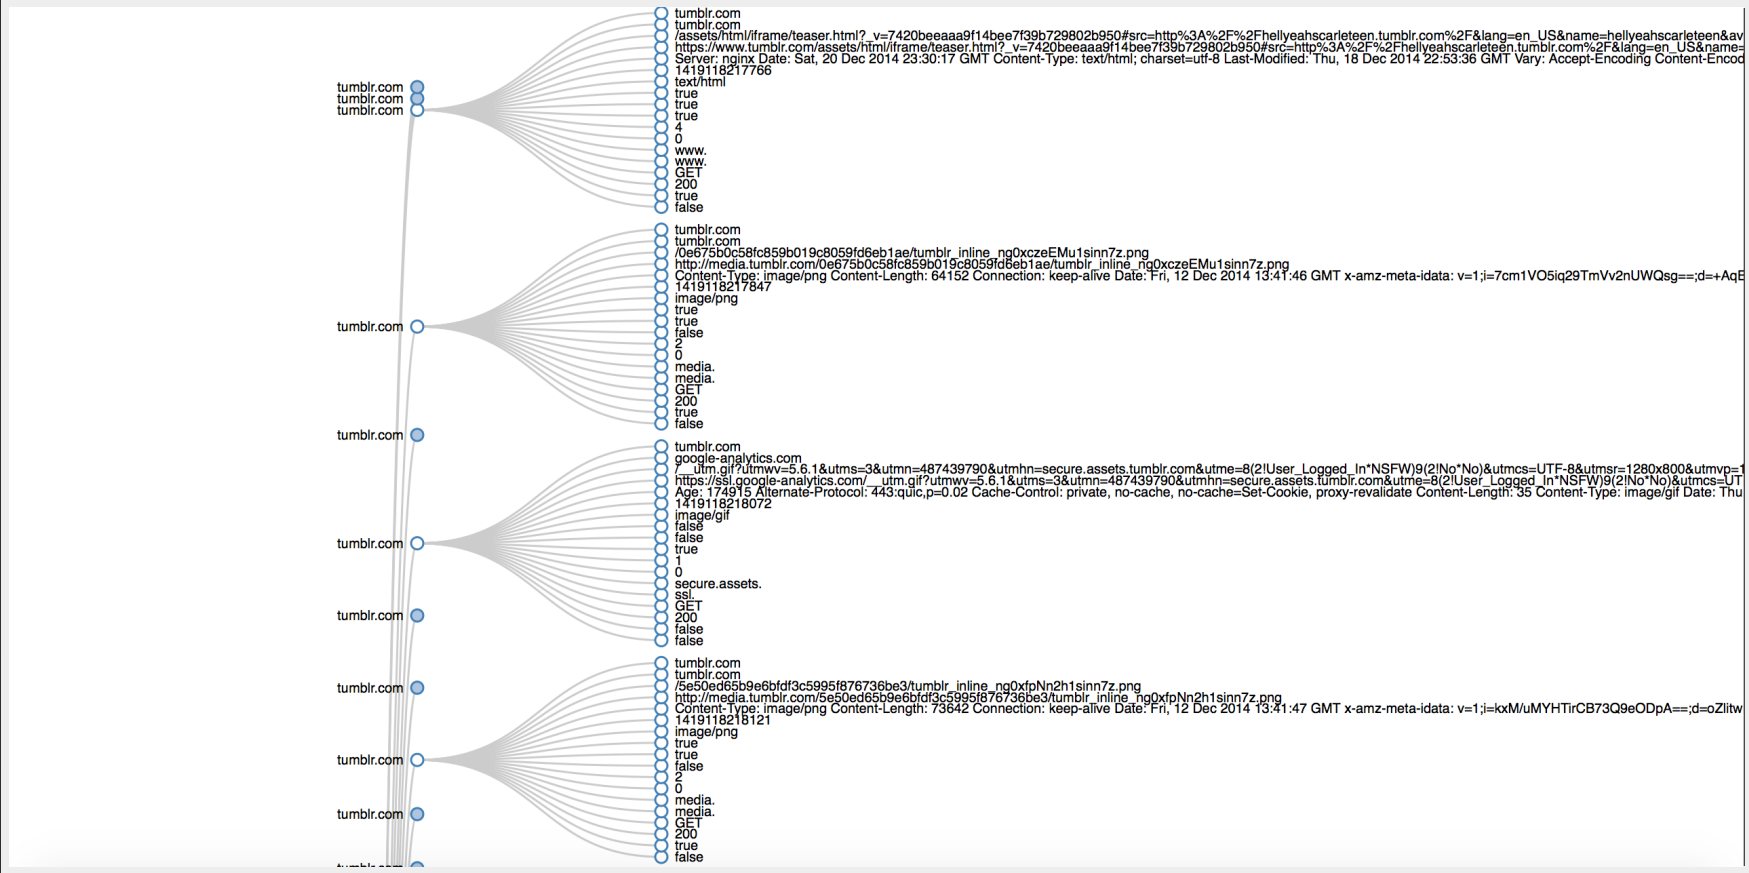 tumblr.com
tumblr.com
tumblr.com
tumblr.com
tumblr.com
/assets/html/iframe/teaser.html?_v=7420beeaaa9f14bee7f39b729802b950#src=http%3A%2F%2Fhellyeahscarleteen.tumblr.com%2F&lang=en_US&name=hellyeahscarleteen&av
https://www.tumblr.com/assets/html/iframe/teaser.html?_v=7420beeaaa9f14bee7f39b729802b950#src=http%3A%2F%2Fhellyeahscarleteen.tumblr.com%2F&lang=en_US&name=
Server: nginx Date: Sat, 20 Dec 2014 23:30:17 GMT Content-Type: text/html; charset=utf-8 Last-Modified: Thu, 18 Dec 2014 22:53:36 GMT Vary: Accept-Encoding Content-Encod
1419118217766
text/html
true
true
true
4
0
www.
www.
GET
200
true
false
tumblr.com
tumblr.com
tumblr.com
/0e675b0c58fc859b019c8059fd6eb1ae/tumblr_inline_ng0xczeEMu1sinn7z.png
http://media.tumblr.com/0e675b0c58fc859b019c8059fd6eb1ae/tumblr_inline_ng0xczeEMu1sinn7z.png
Content-Type: image/png Content-Length: 64152 Connection: keep-alive Date: Fri, 12 Dec 2014 13:41:46 GMT x-amz-meta-idata: v=1;i=7cm1VO5iq29TmVv2nUWQsg==;d=+AqE
1419118217847
image/png
true
true
false
2
0
media.
media.
GET
200
true
false
tumblr.com
tumblr.com
tumblr.com
google-analytics.com
/__utm.gif?utmwv=5.6.1&utms=3&utmn=487439790&utmhn=secure.assets.tumblr.com&utme=8(2!User_Logged_In*NSFW)9(2!No*No)&utmcs=UTF-8&utmsr=1280x800&utmvp=1
https://ssl.google-analytics.com/__utm.gif?utmwv=5.6.1&utms=3&utmn=487439790&utmhn=secure.assets.tumblr.com&utme=8(2!User_Logged_In*NSFW)9(2!No*No)&utmcs=UT
Age: 174915 Alternate-Protocol: 443:quic,p=0.02 Cache-Control: private, no-cache, no-cache=Set-Cookie, proxy-revalidate Content-Length: 35 Content-Type: image/gif Date: Thu
1419118218072
image/gif
false
false
true
1
0
secure.assets.
ssl.
GET
200
false
false
tumblr.com
tumblr.com
tumblr.com
tumblr.com
tumblr.com
/5e50ed65b9e6bfdf3c5995f876736be3/tumblr_inline_ng0xfpNn2h1sinn7z.png
http://media.tumblr.com/5e50ed65b9e6bfdf3c5995f876736be3/tumblr_inline_ng0xfpNn2h1sinn7z.png
Content-Type: image/png Content-Length: 73642 Connection: keep-alive Date: Fri, 12 Dec 2014 13:41:47 GMT x-amz-meta-idata: v=1;i=kxM/uMYHTirCB73Q9eODpA==;d=oZlitw
1419118218121
image/png
true
true
false
2
0
media.
media.
GET
200
true
false
tumblr.com